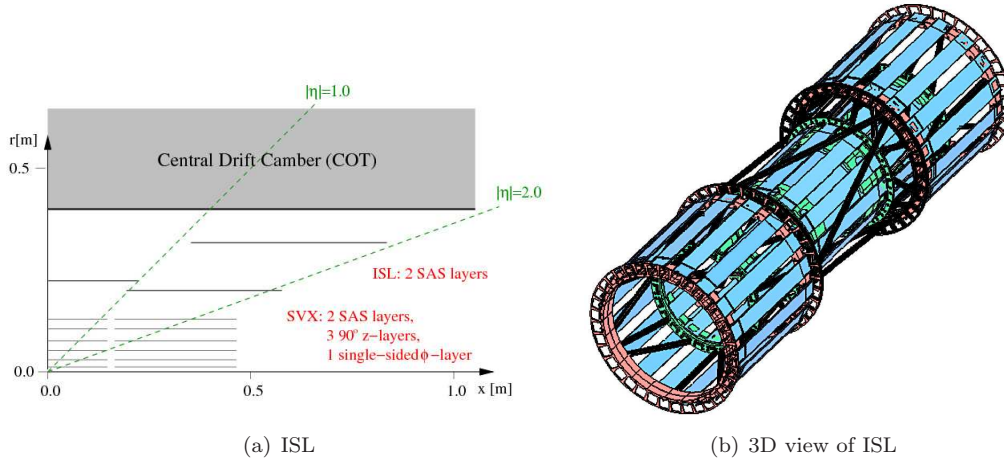 |η|=1.0
r[m]
Central Drift Camber (COT)
0.5
|η|=2.0
ISL: 2 SAS layers
SVX: 2 SAS layers,
3 90° z−layers,
1 single−sided ϕ−layer
0.0
0.0 0.5 1.0
x [m]
(a) ISL
(b) 3D view of ISL